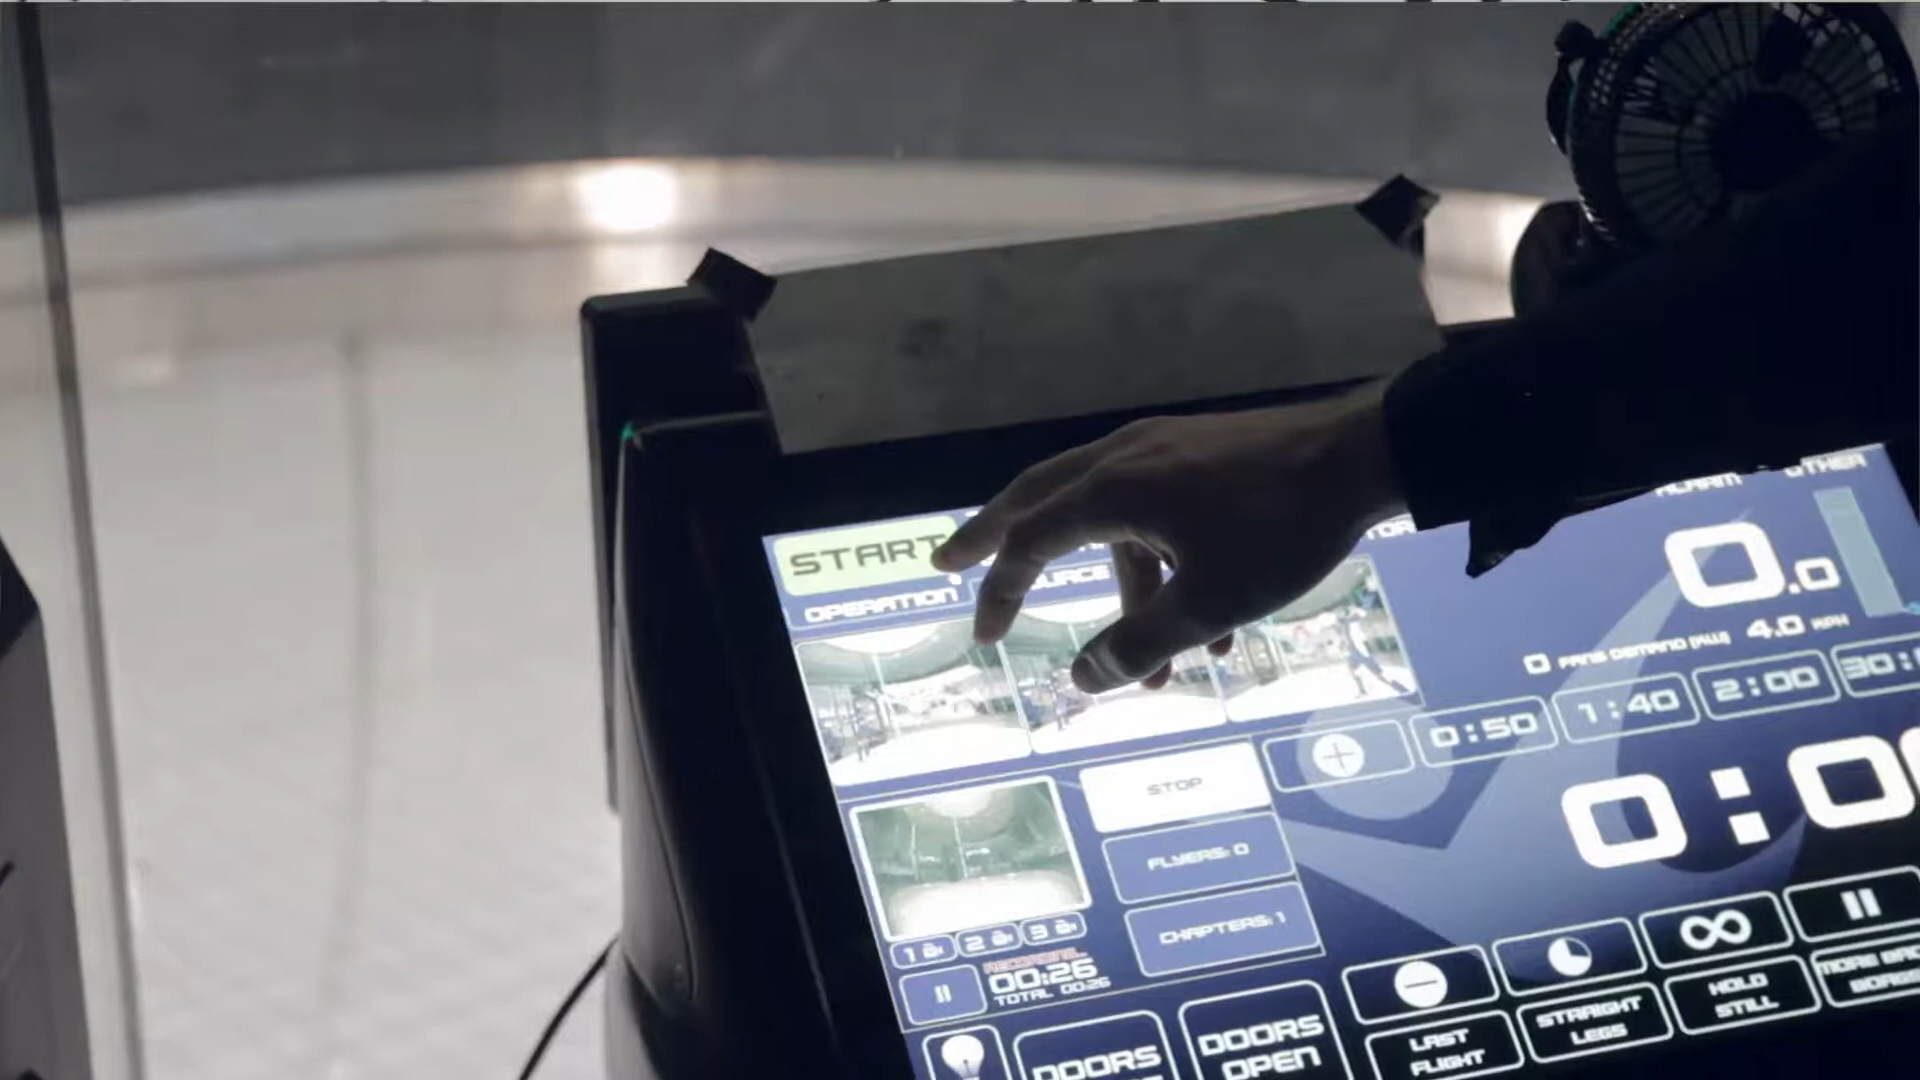 START
ALARM OTHER
OPERATION
0.0
4.0 KPH
0 FANS DEMAND (KW)
0:50 1:40 2:00
STOP
FLYERS: 0
CHAPTERS: 1
1 2 3
RECORDING...
00:26
TOTAL 00:26
DOORS
DOORS
OPEN
LAST
FLIGHT
STRAIGHT
LEGS
HOLD
STILL
MORE